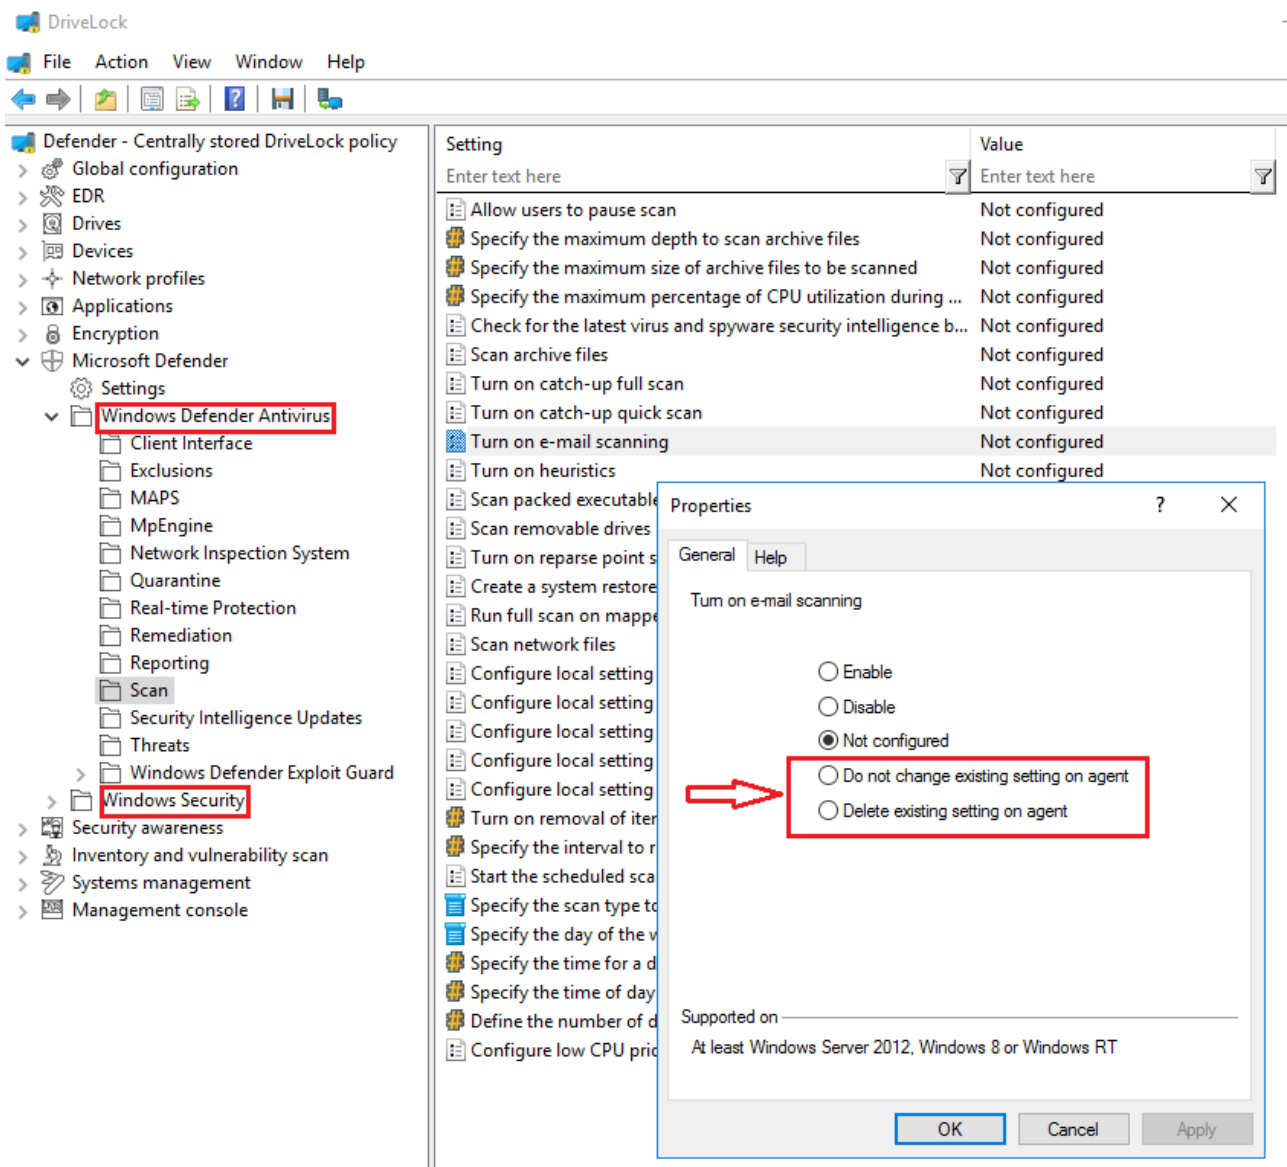 DriveLock
File Action View Window Help
Defender - Centrally stored DriveLock policy
Global configuration
EDR
Drives
Devices
Network profiles
Applications
Encryption
Microsoft Defender
Settings
Windows Defender Antivirus
Client Interface
Exclusions
MAPS
MpEngine
Network Inspection System
Quarantine
Real-time Protection
Remediation
Reporting
Scan
Security Intelligence Updates
Threats
Windows Defender Exploit Guard
Windows Security
Security awareness
Inventory and vulnerability scan
Systems management
Management console
Setting Value
Enter text here Enter text here
Allow users to pause scan Not configured
Specify the maximum depth to scan archive files Not configured
Specify the maximum size of archive files to be scanned Not configured
Specify the maximum percentage of CPU utilization during ... Not configured
Check for the latest virus and spyware security intelligence b... Not configured
Scan archive files Not configured
Turn on catch-up full scan Not configured
Turn on catch-up quick scan Not configured
Turn on e-mail scanning Not configured
Turn on heuristics Not configured
Scan packed executable
Scan removable drives
Turn on reparse point s
Create a system restore
Run full scan on mappe
Scan network files
Configure local setting
Configure local setting
Configure local setting
Configure local setting
Configure local setting
Turn on removal of iter
Specify the interval to r
Start the scheduled sca
Specify the scan type to
Specify the day of the w
Specify the time for a d
Specify the time of day
Define the number of d
Configure low CPU pric
Properties ?
General Help
Turn on e-mail scanning
Enable
Disable
Not configured
Do not change existing setting on agent
Delete existing setting on agent
Supported on
At least Windows Server 2012, Windows 8 or Windows RT
OK Cancel Apply